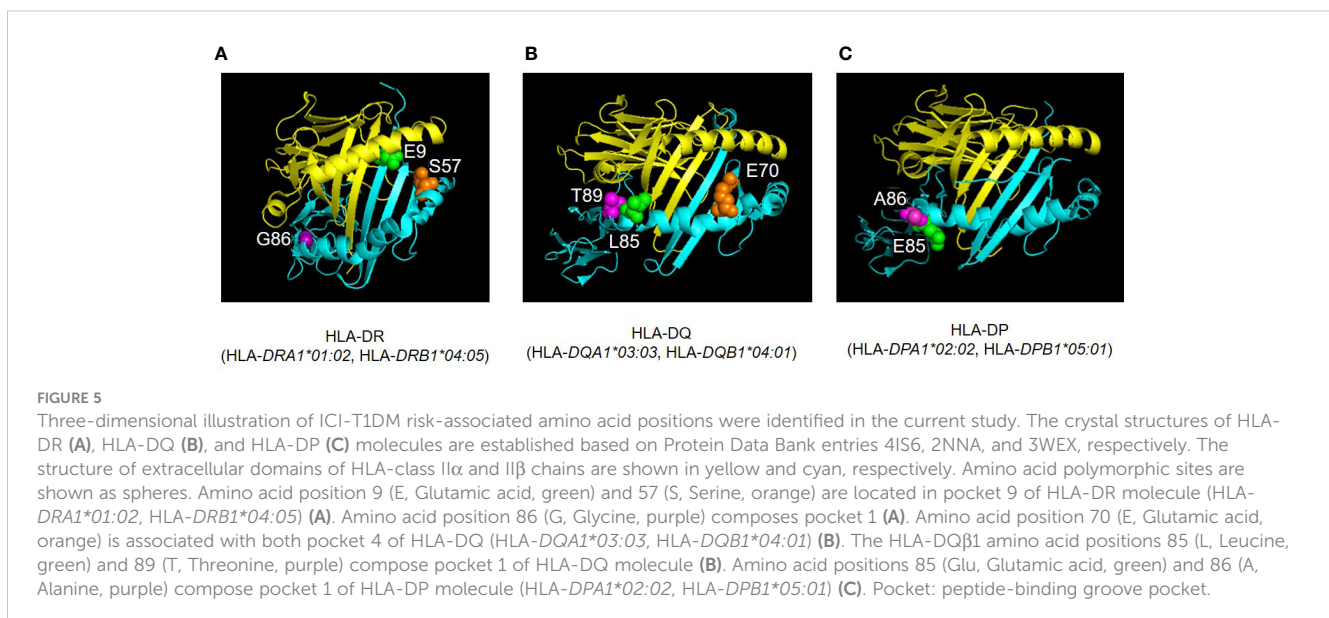 A
B
C
E9
S57
G86
E70
T89
L85
A86
E85
HLA-DR
(HLA-DRA1*01:02, HLA-DRB1*04:05)
HLA-DQ
(HLA-DQA1*03:03, HLA-DQB1*04:01)
HLA-DP
(HLA-DPA1*02:02, HLA-DPB1*05:01)
FIGURE 5
Three-dimensional illustration of ICI-T1DM risk-associated amino acid positions were identified in the current study. The crystal structures of HLA-
DR (A), HLA-DQ (B), and HLA-DP (C) molecules are established based on Protein Data Bank entries 4IS6, 2NNA, and 3WEX, respectively. The
structure of extracellular domains of HLA-class IIα and IIβ chains are shown in yellow and cyan, respectively. Amino acid polymorphic sites are
shown as spheres. Amino acid position 9 (E, Glutamic acid, green) and 57 (S, Serine, orange) are located in pocket 9 of HLA-DR molecule (HLA-
DRA1*01:02, HLA-DRB1*04:05) (A). Amino acid position 86 (G, Glycine, purple) composes pocket 1 (A). Amino acid position 70 (E, Glutamic acid,
orange) is associated with both pocket 4 of HLA-DQ (HLA-DQA1*03:03, HLA-DQB1*04:01) (B). The HLA-DQβ1 amino acid positions 85 (L, Leucine,
green) and 89 (T, Threonine, purple) compose pocket 1 of HLA-DQ molecule (B). Amino acid positions 85 (Glu, Glutamic acid, green) and 86 (A,
Alanine, purple) compose pocket 1 of HLA-DP molecule (HLA-DPA1*02:02, HLA-DPB1*05:01) (C). Pocket: peptide-binding groove pocket.